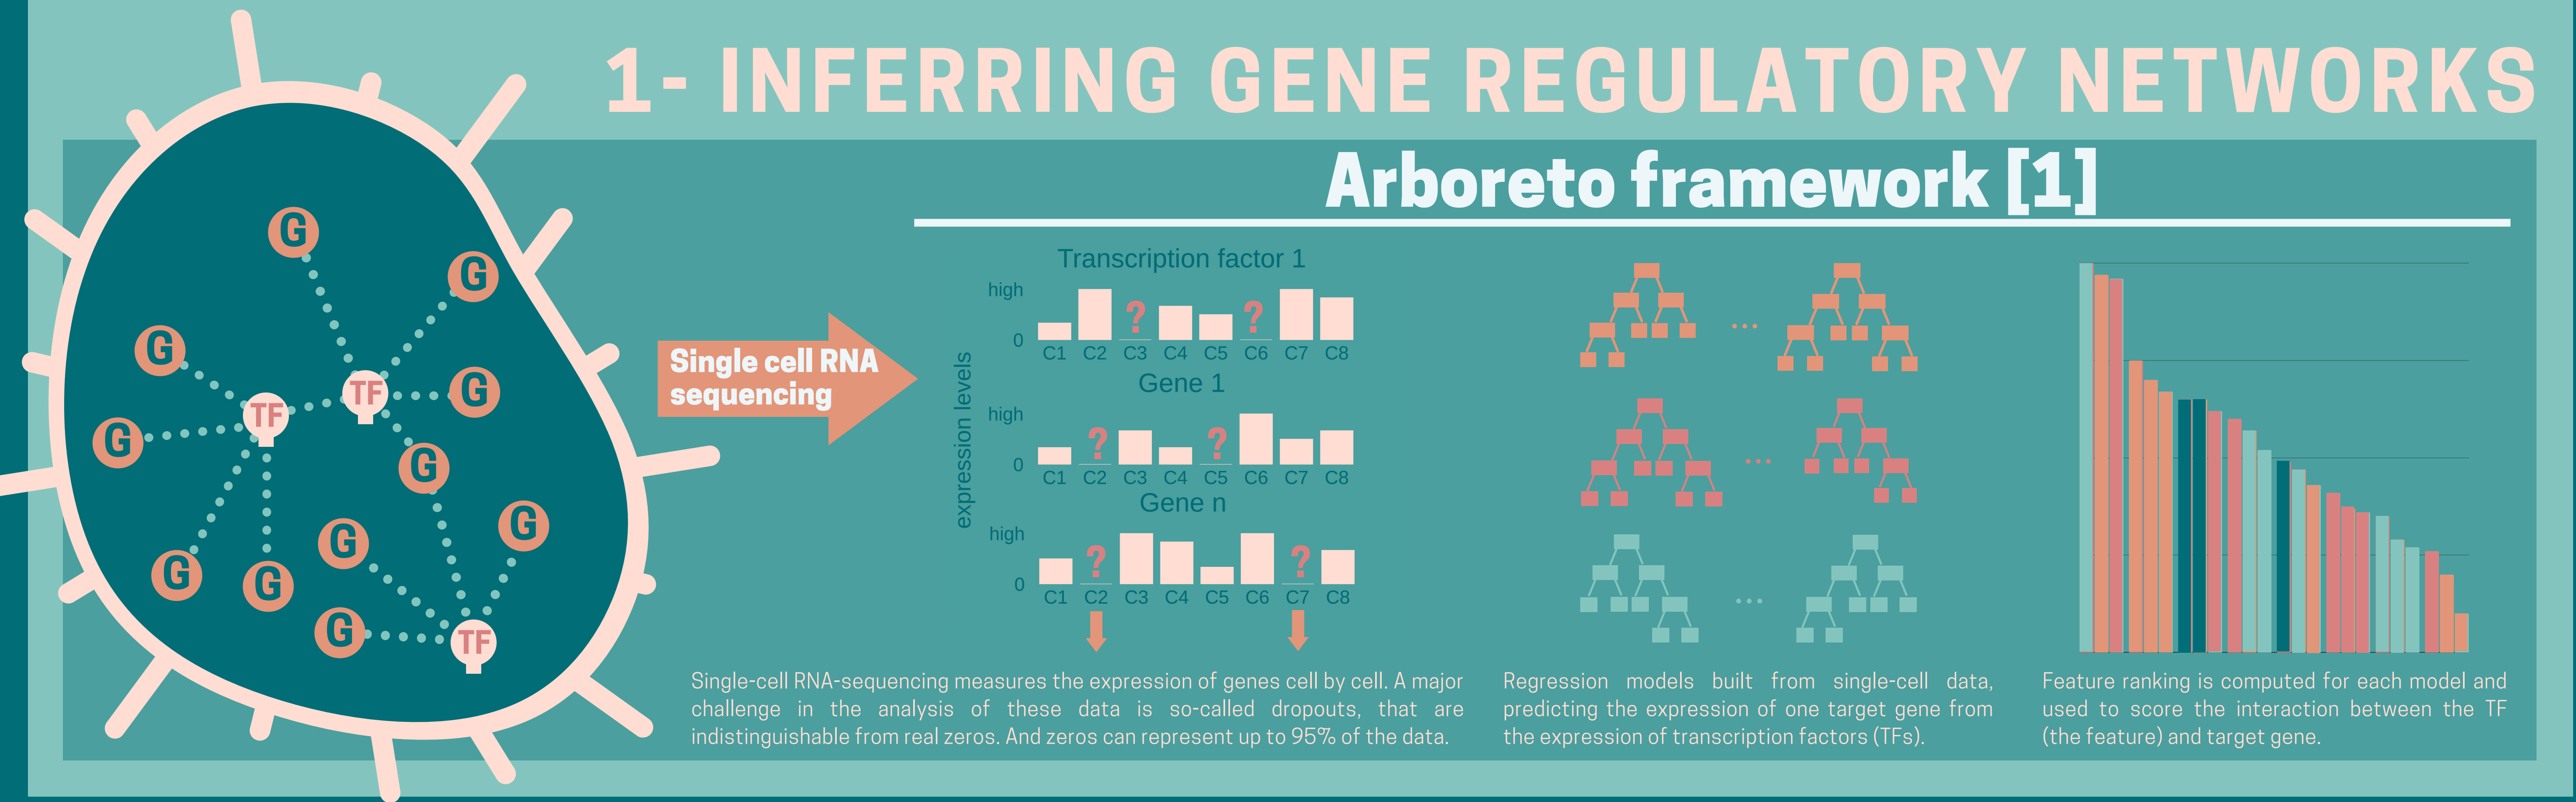 1- INFERRING GENE REGULATORY NETWORKS
Arboreto framework [1]
G
G
G
TF
TF
G
G
G
G
G
G
G
G
TF
Single cell RNA
sequencing
expression levels
Transcription factor 1
high
? ?
0
C1 C2 C3 C4 C5 C6 C7 C8
Gene 1
high
? ?
0
C1 C2 C3 C4 C5 C6 C7 C8
Gene n
high
? ?
0
C1 C2 C3 C4 C5 C6 C7 C8
...
...
...
Single-cell RNA-sequencing measures the expression of genes cell by cell. A major
challenge in the analysis of these data is so-called dropouts, that are
indistinguishable from real zeros. And zeros can represent up to 95% of the data.
Regression models built from single-cell data,
predicting the expression of one target gene from
the expression of transcription factors (TFs).
Feature ranking is computed for each model and
used to score the interaction between the TF
(the feature) and target gene.